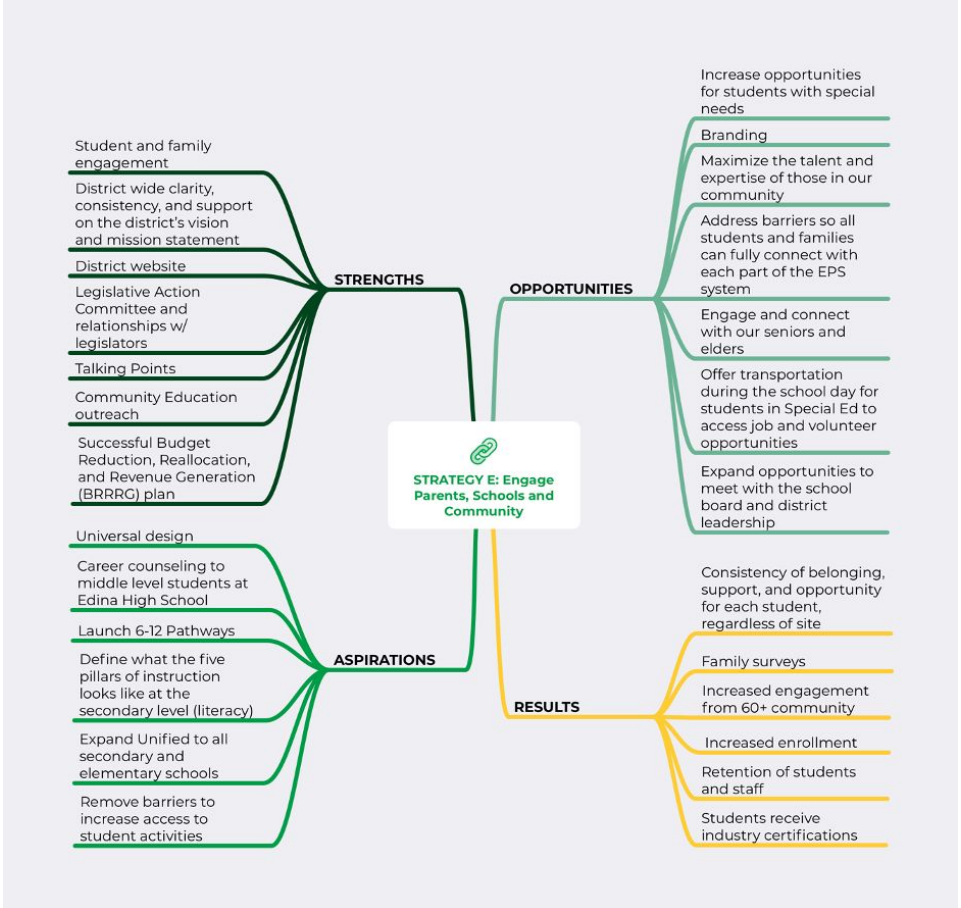 STRATEGY E: Engage
Parents, Schools and
Community
STRENGTHS
Student and family
engagement
District wide clarity,
consistency, and support
on the district's vision
and mission statement
District website
Legislative Action
Committee and
relationships w/
legislators
Talking Points
Community Education
outreach
Successful Budget
Reduction, Reallocation,
and Revenue Generation
(BRRRG) plan
OPPORTUNITIES
Increase opportunities
for students with special
needs
Branding
Maximize the talent and
expertise of those in our
community
Address barriers so all
students and families
can fully connect with
each part of the EPS
system
Engage and connect
with our seniors and
elders
Offer transportation
during the school day for
students in Special Ed to
access job and volunteer
opportunities
Expand opportunities to
meet with the school
board and district
leadership
ASPIRATIONS
Universal design
Career counseling to
middle level students at
Edina High School
Launch 6-12 Pathways
Define what the five
pillars of instruction
looks like at the
secondary level (literacy)
Expand Unified to all
secondary and
elementary schools
Remove barriers to
increase access to
student activities
RESULTS
Consistency of belonging,
support, and opportunity
for each student,
regardless of site
Family surveys
Increased engagement
from 60+ community
Increased enrollment
Retention of students
and staff
Students receive
industry certifications